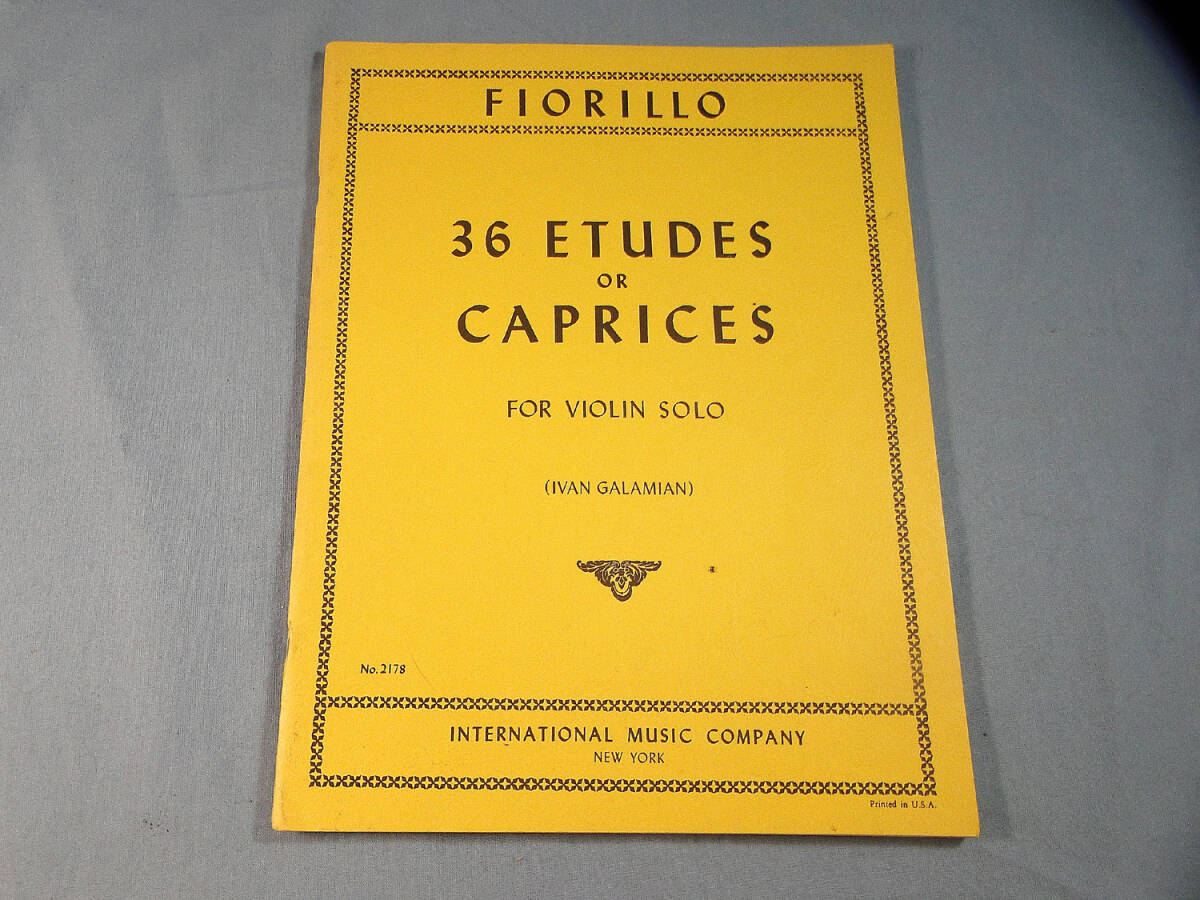 FIORILLO
36 ETUDES
OR
CAPRICES
FOR VIOLIN SOLO
(IVAN GALAMIAN)
No. 2178
INTERNATIONAL MUSIC COMPANY
NEW YORK
Printed in U.S.A.